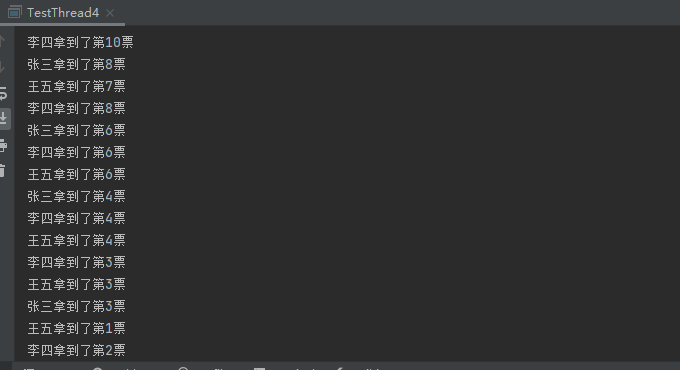 TestThread4
李四拿到了第10票
张三拿到了第8票
王五拿到了第7票
李四拿到了第8票
张三拿到了第6票
李四拿到了第6票
王五拿到了第6票
张三拿到了第4票
李四拿到了第4票
王五拿到了第4票
李四拿到了第3票
王五拿到了第3票
张三拿到了第3票
王五拿到了第1票
李四拿到了第2票